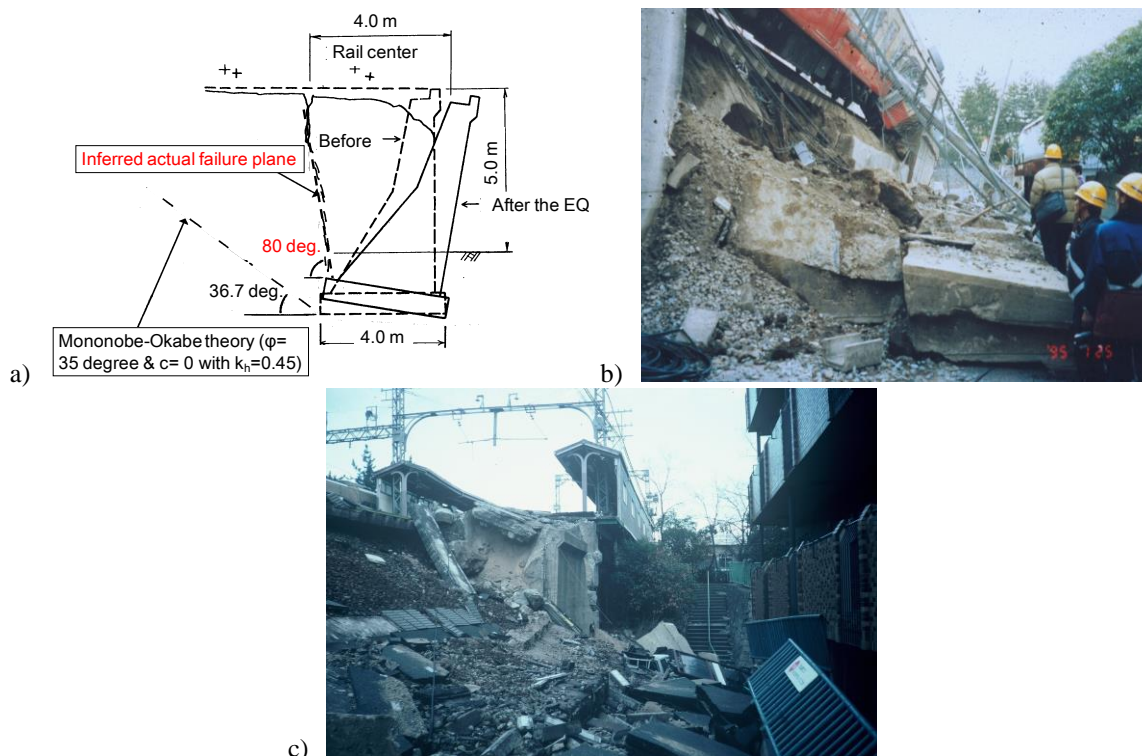 4.0 m
Rail center
Before
Inferred actual failure plane
5.0 m
After the EQ
80 deg.
36.7 deg.
4.0 m
Mononobe-Okabe theory (φ=
35 degree & c= 0 with kh=0.45)
a)
b)
'95 1 25
c)